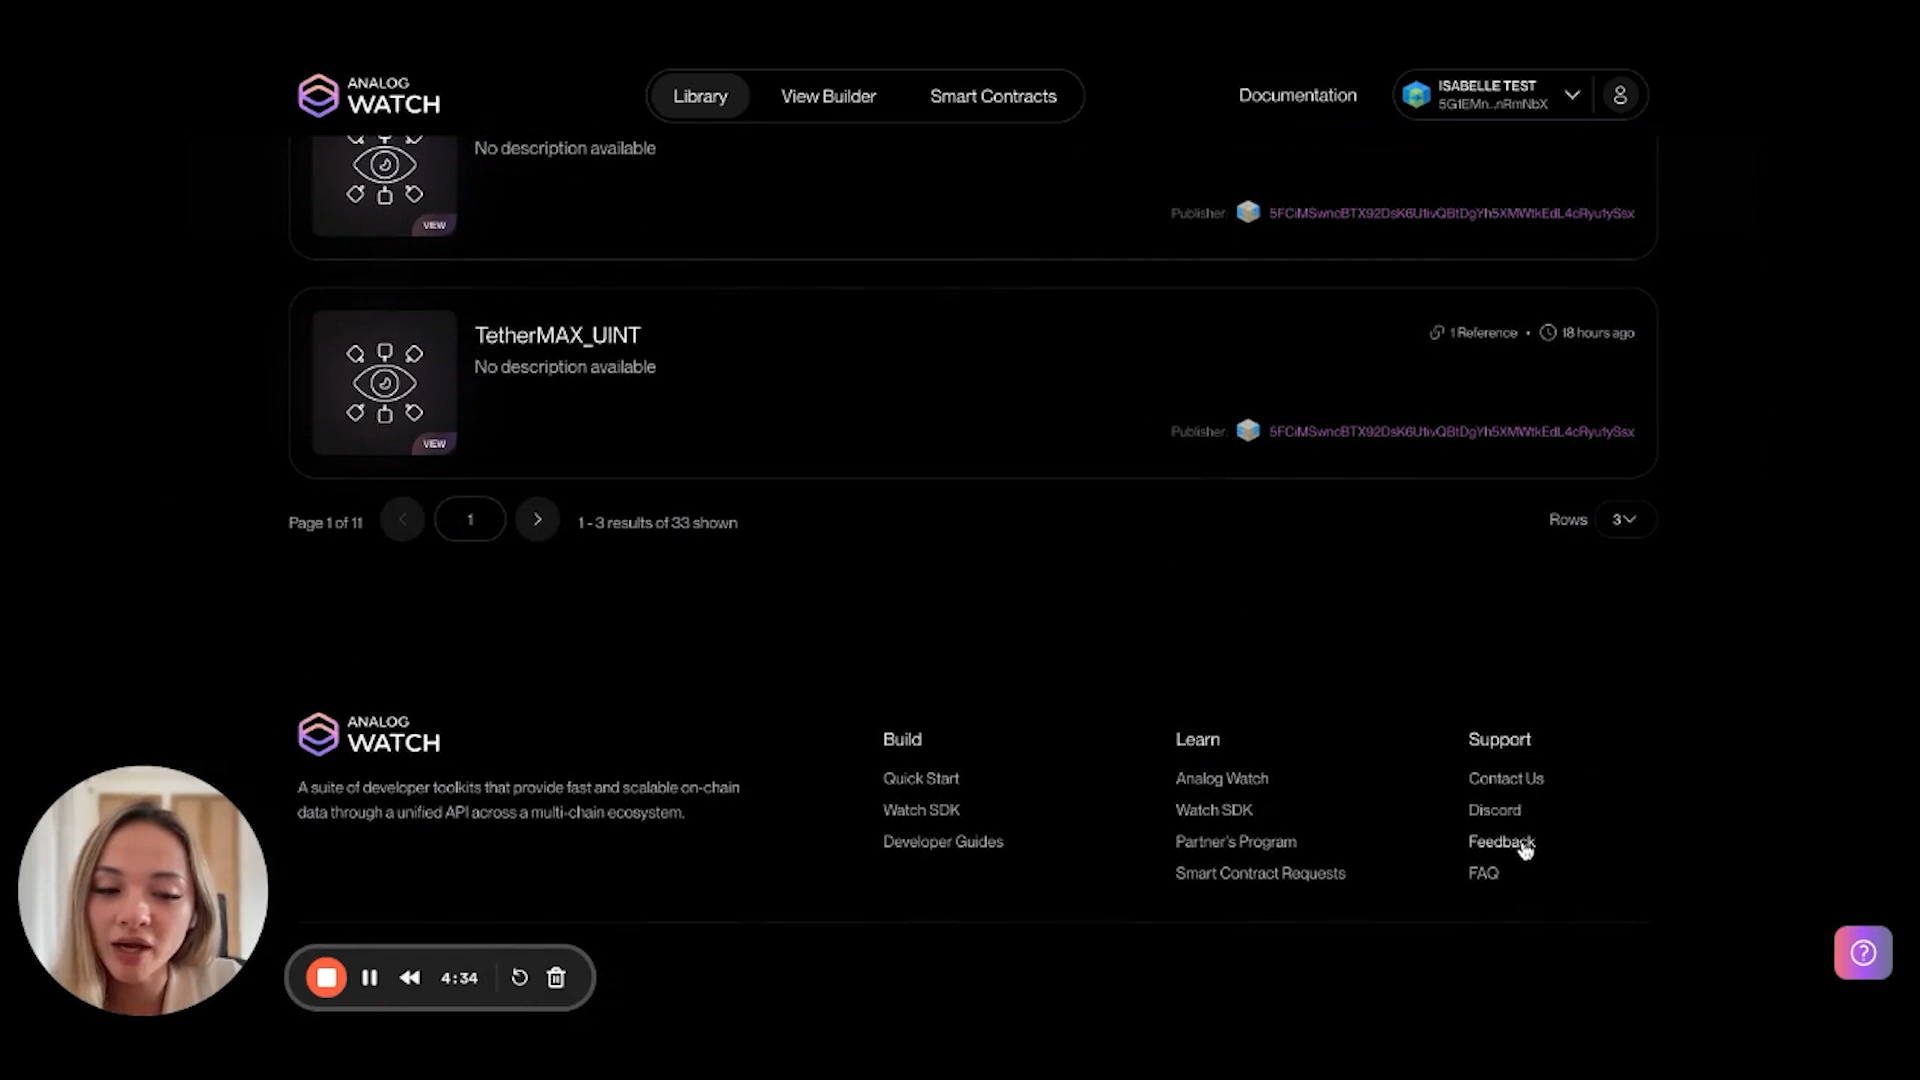 ANALOG
WATCH
Library
View Builder
Smart Contracts
Documentation
ISABELLE TEST
5G1EMn...nRmNbX
No description available
VIEW
Publisher:
TetherMAX_UINT
1 Reference • 18 hours ago
No description available
VIEW
Publisher:
Page 1 of 11
1
1 - 3 results of 33 shown
Rows
3
ANALOG
WATCH
A suite of developer toolkits that provide fast and scalable on-chain
data through a unified API across a multi-chain ecosystem.
Build
Quick Start
Watch SDK
Developer Guides
Learn
Analog Watch
Watch SDK
Partner's Program
Smart Contract Requests
Support
Contact Us
Discord
Feedback
FAQ
4:34